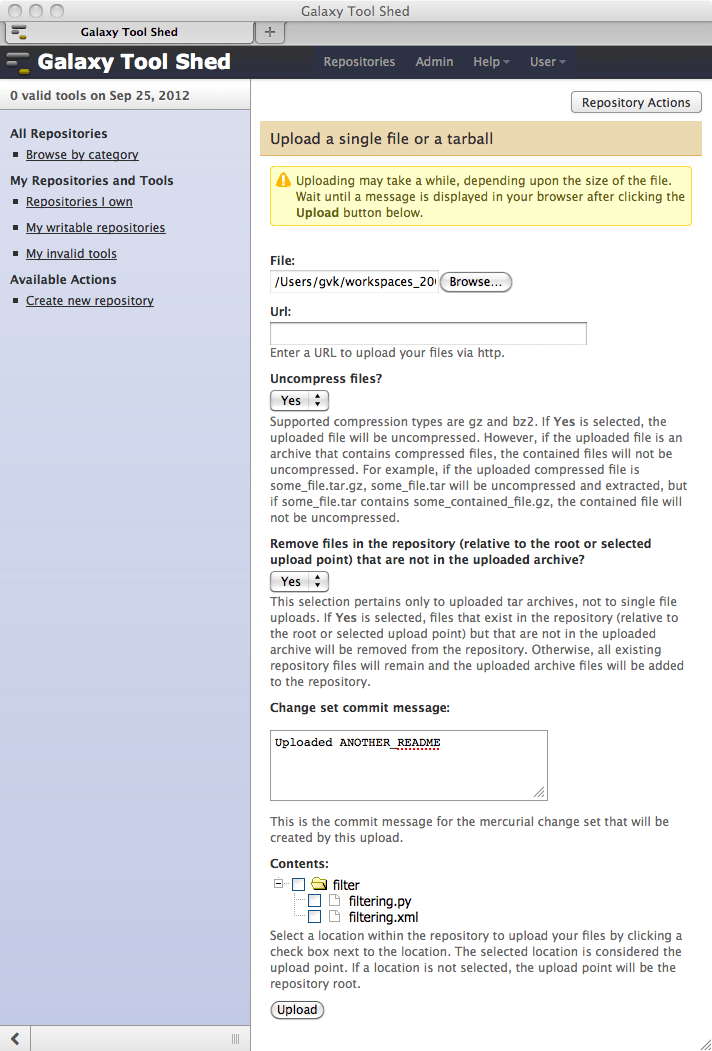 Galaxy Tool Shed
Galaxy Tool Shed
Galaxy Tool Shed
Repositories Admin Help User
0 valid tools on Sep 25, 2012
All Repositories
Browse by category
My Repositories and Tools
Repositories I own
My writable repositories
My invalid tools
Available Actions
Create new repository
Repository Actions
Upload a single file or a tarball
Uploading may take a while, depending upon the size of the file.
Wait until a message is displayed in your browser after clicking the
Upload button below.
File:
/Users/gvk/workspaces_200 Browse...
Url:
Enter a URL to upload your files via http.
Uncompress files?
Yes
Supported compression types are gz and bz2. If Yes is selected, the
uploaded file will be uncompressed. However, if the uploaded file is an
archive that contains compressed files, the contained files will not be
uncompressed. For example, if the uploaded compressed file is
some_file.tar.gz, some_file.tar will be uncompressed and extracted, but
if some_file.tar contains some_contained_file.gz, the contained file will
not be uncompressed.
Remove files in the repository (relative to the root or selected
upload point) that are not in the uploaded archive?
Yes
This selection pertains only to uploaded tar archives, not to single file
uploads. If Yes is selected, files that exist in the repository (relative to
the root or selected upload point) but that are not in the uploaded
archive will be removed from the repository. Otherwise, all existing
repository files will remain and the uploaded archive files will be added
to the repository.
Change set commit message:
Uploaded ANOTHER_README
This is the commit message for the mercurial change set that will be
created by this upload.
Contents:
filter
filtering.py
filtering.xml
Select a location within the repository to upload your files by clicking a
check box next to the location. The selected location is considered the
upload point. If a location is not selected, the upload point will be the
repository root.
Upload